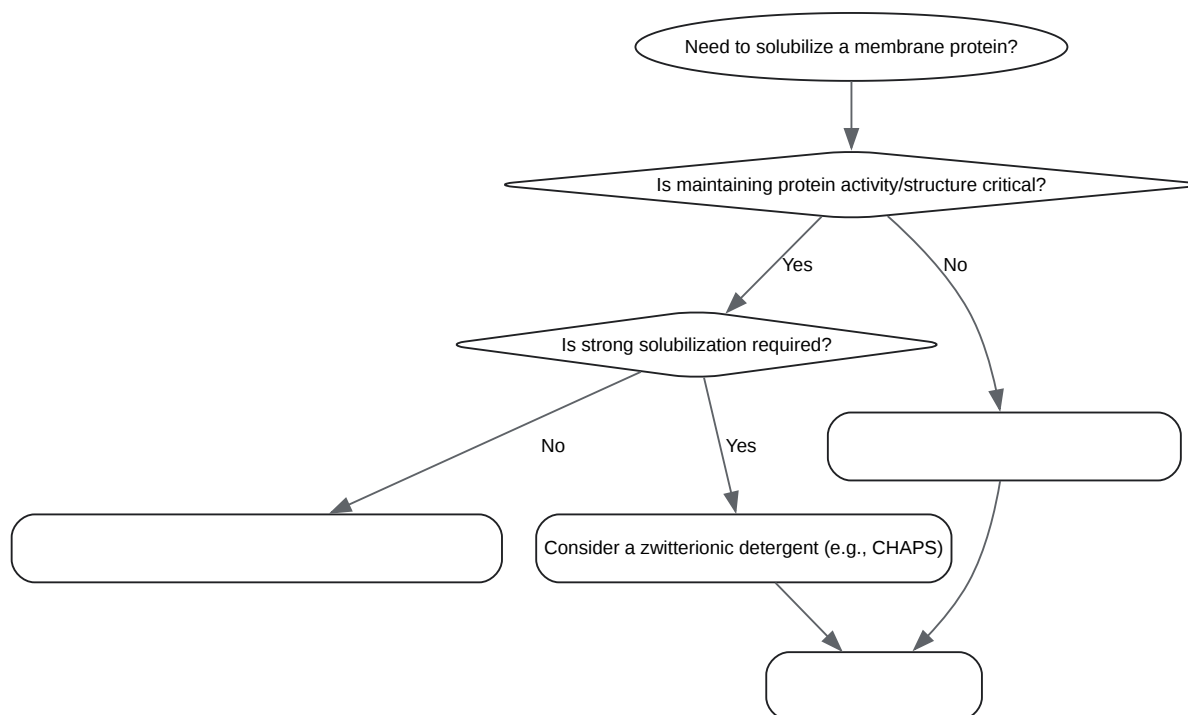 Need to solubilize a membrane protein?
Is maintaining protein activity/structure critical?
Yes
No
Is strong solubilization required?
No
Yes
Consider a zwitterionic detergent (e.g., CHAPS)